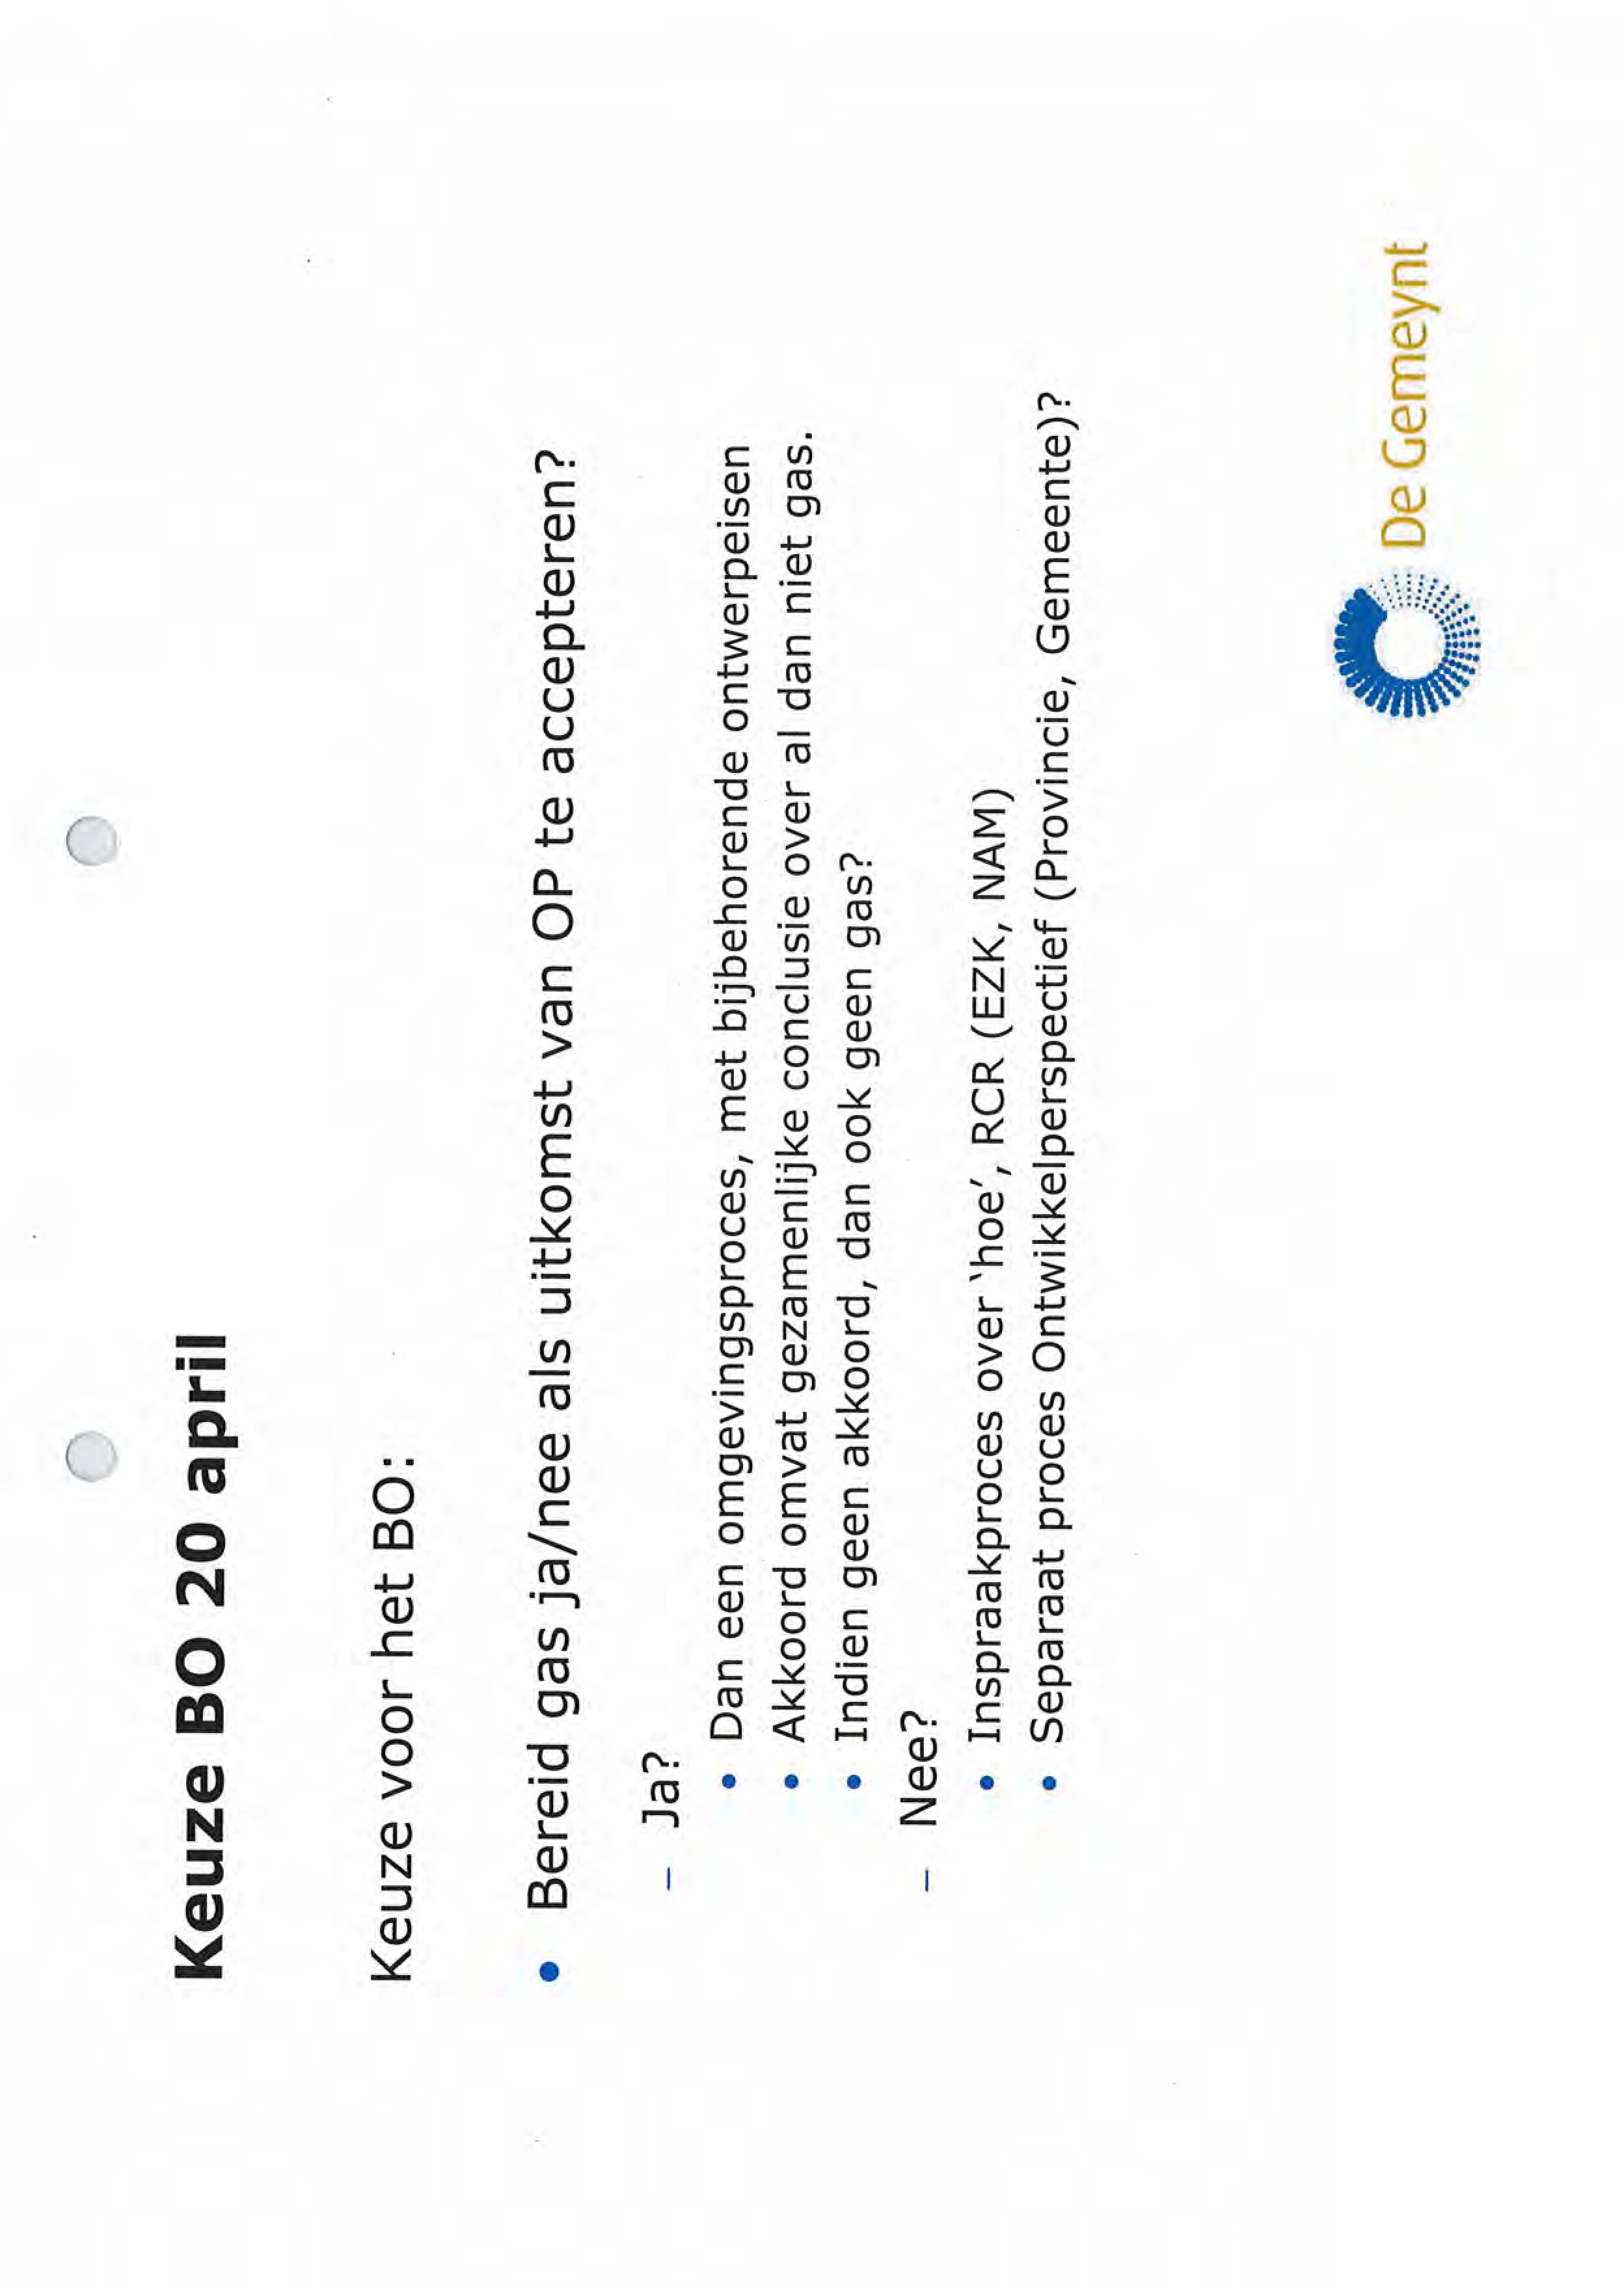 Keuze BO 20 april
Keuze voor het BO:
• Bereid gas ja/nee als uitkomst van OP te accepteren?
– Ja?
• Dan een omgevingsproces, met bijbehorende ontwerpeisen
• Akkoord omvat gezamenlijke conclusie over al dan niet gas.
• Indien geen akkoord, dan ook geen gas?
– Nee?
• Inspraakproces over ‘hoe’, RCR (EZK, NAM)
• Separaat proces Ontwikkelperspectief (Provincie, Gemeente)?
De Gemeynt